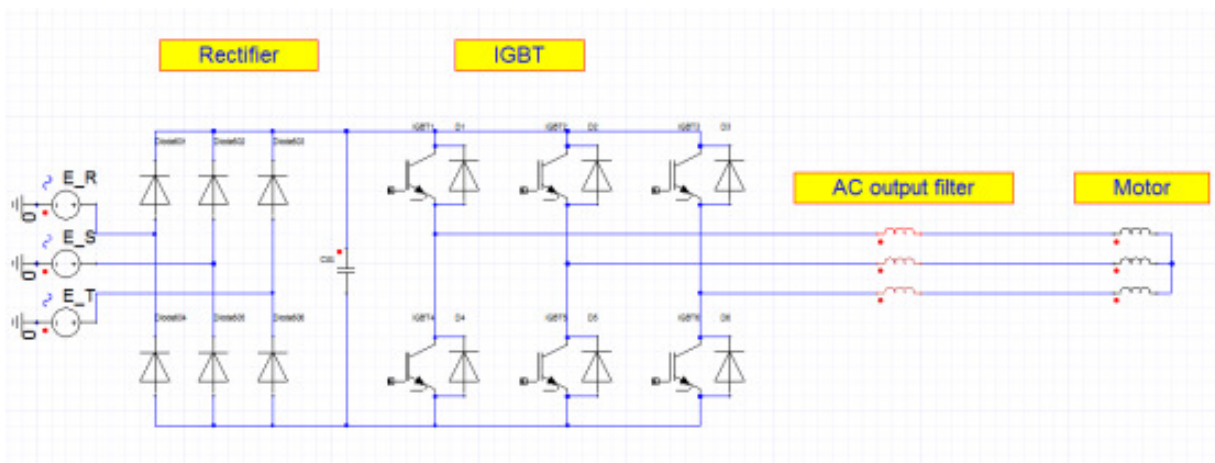 Rectifier
IGBT
IGBT1 D1
IGBT2 D2
IGBT3 D3
E_R
AC output filter
Motor
E_S
E_T
IGBT4 D4
IGBT5 D5
IGBT6 D6